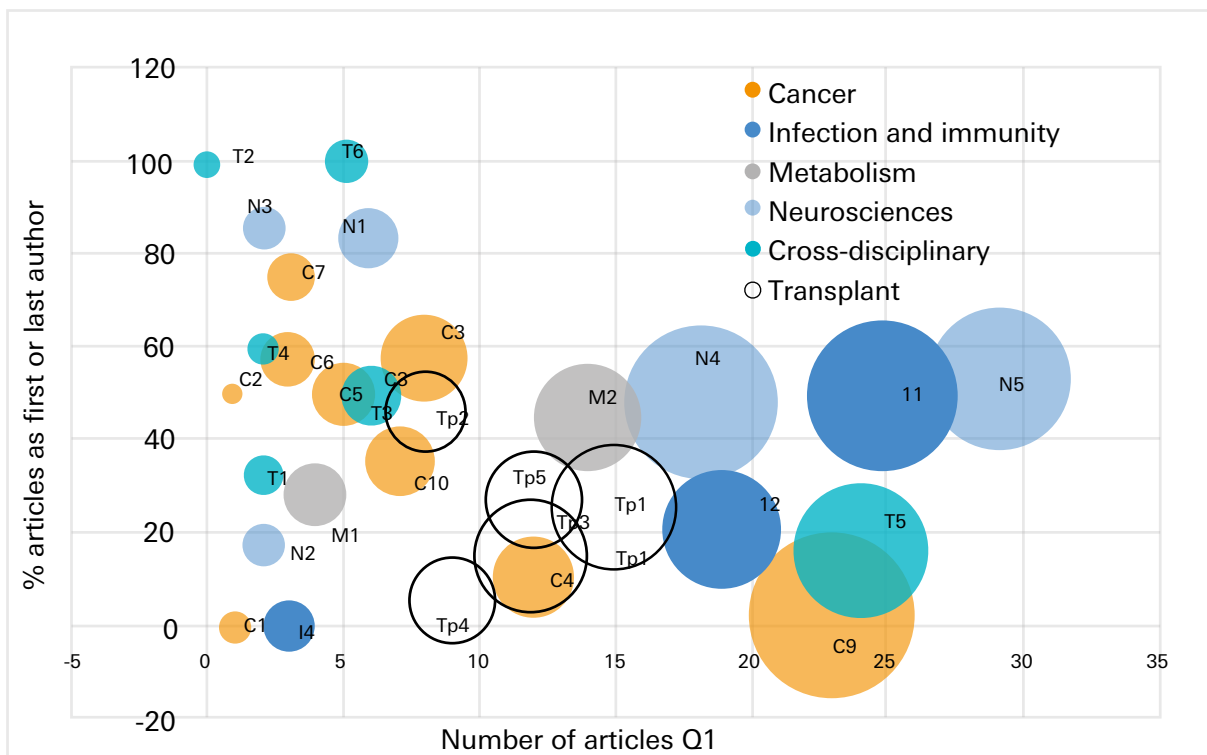 120
Cancer
Infection and immunity
Metabolism
Neurosciences
Cross-disciplinary
Transplant
100
T2
T6
N3
N1
80
C7
60
C3
N4
T4
C6
C2
C3
C5
T3
Tp2
M2
11
N5
40
C10
T1
Tp5
Tp1
12
Tp3
T5
20
M1
N2
Tp1
C4
0
C1
I4
Tp4
C9
-5
0
5
10
15
20
25
30
35
-20
Number of articles Q1
% articles as first or last author